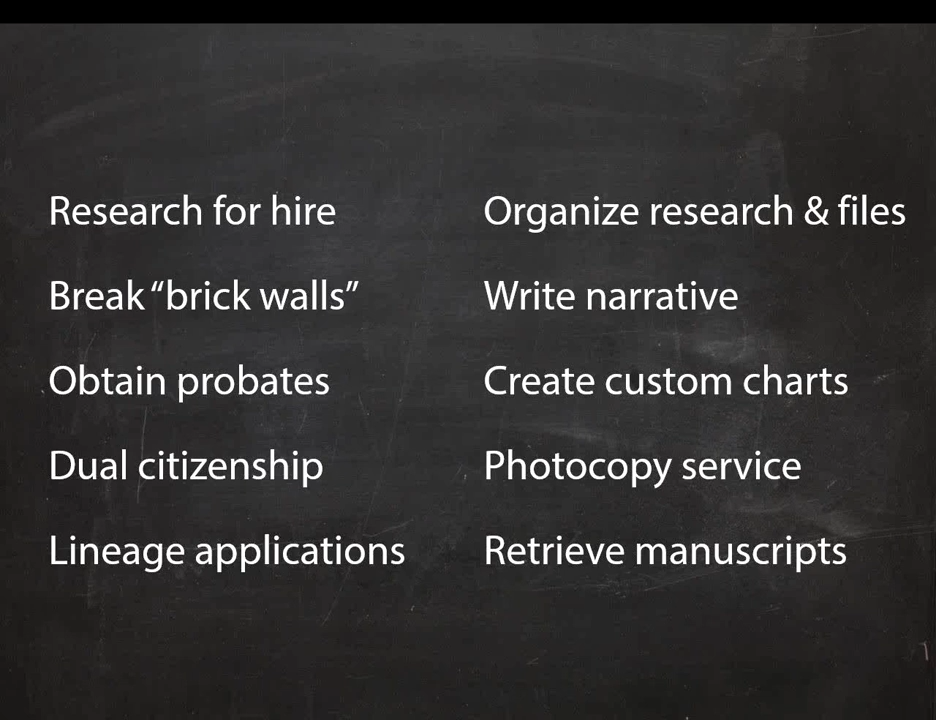 Research for hire
Break “brick walls”
Obtain probates
Dual citizenship
Lineage applications
Organize research & files
Write narrative
Create custom charts
Photocopy service
Retrieve manuscripts